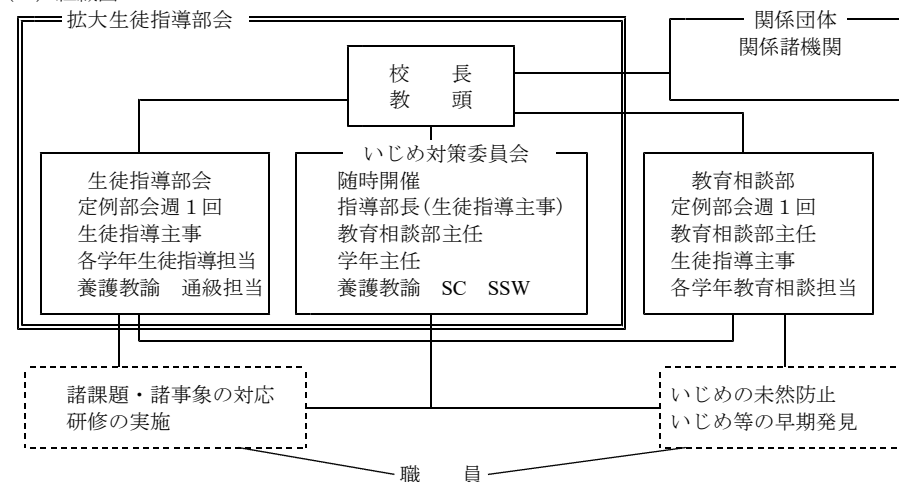 拡大生徒指導部会
関係団体
関係諸機関
校　　長
教　　頭
生徒指導部会
定例部会週１回
生徒指導主事
各学年生徒指導担当
養護教諭　通級担当
いじめ対策委員会
随時開催
指導部長(生徒指導主事)
教育相談部主任
学年主任
養護教諭　SC　SSW
教育相談部
定例部会週１回
教育相談部主任
生徒指導主事
各学年教育相談担当
諸課題・諸事象の対応
研修の実施
いじめの未然防止
いじめ等の早期発見
職　　員